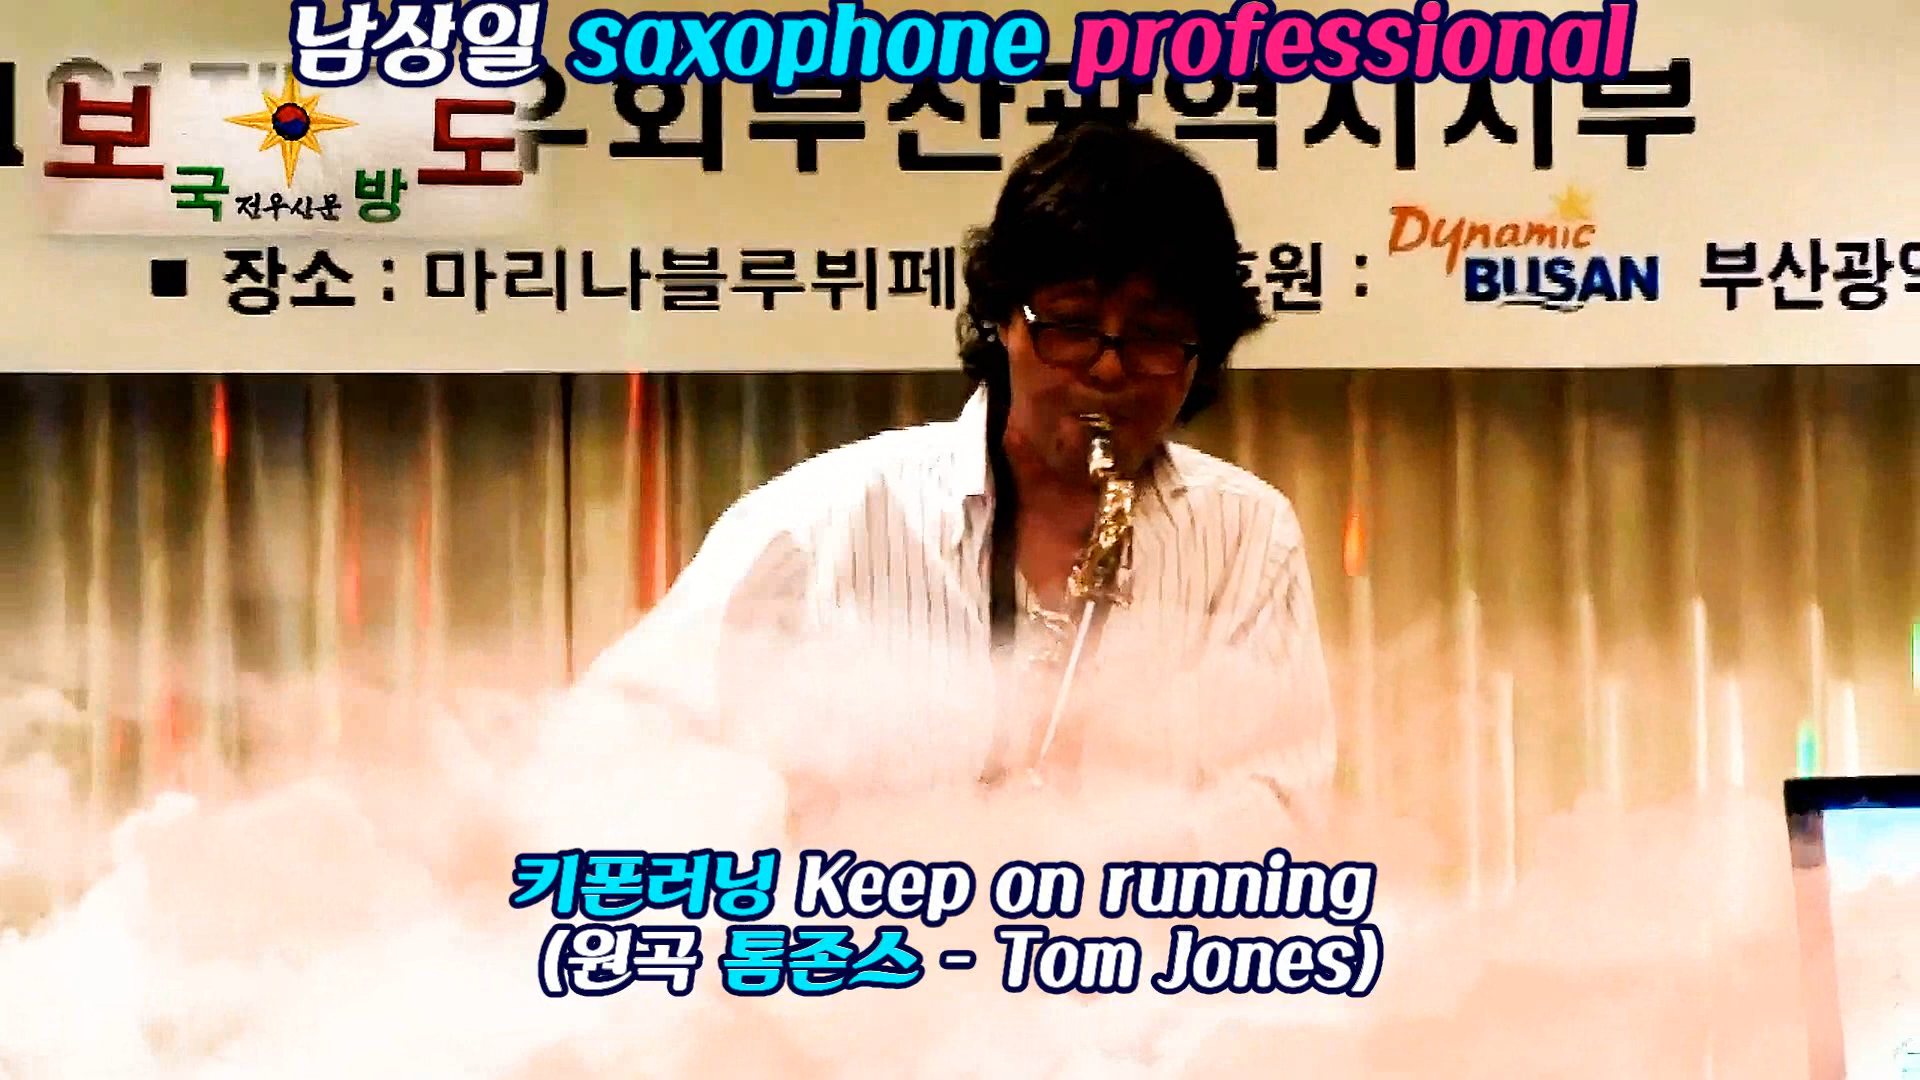 남상일 saxophone professional
우회부산광역시지부
보 도
국 전우신문 방
■ 장소 : 마리나블루뷔페
후원 : Dynamic BUSAN 부산광역
키폰러닝 Keep on running
(원곡 톰존스 - Tom Jones)